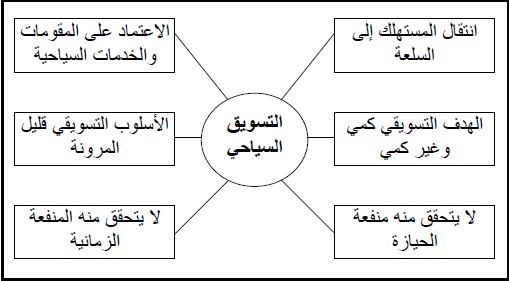 انتقال المستهلك إلى
السلعة
الاعتماد على المقومات
والخدمات السياحية
التسويق
السياحي
الهدف التسويقي كمي
وغير كمي
الأسلوب التسويقي قليل
المرونة
لا يتحقق منه منفعة
الحيازة
لا يتحقق منه المنفعة
الزمانية